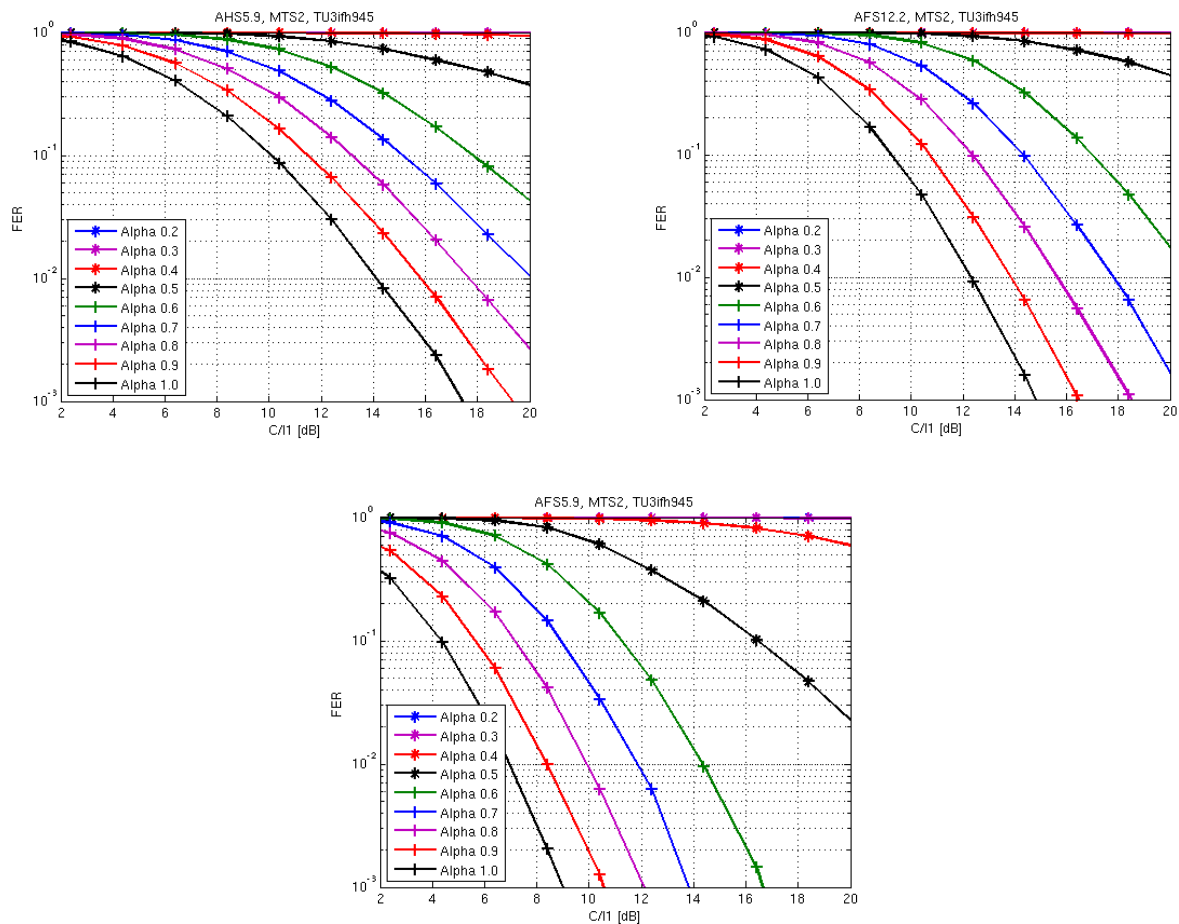 AHS5.9, MTS2, TU3ifh945
10^0
10^-1
10^-2
10^-3
FER
Alpha 0.2
Alpha 0.3
Alpha 0.4
Alpha 0.5
Alpha 0.6
Alpha 0.7
Alpha 0.8
Alpha 0.9
Alpha 1.0
2 4 6 8 10 12 14 16 18 20
C/I1 [dB]
AFS12.2, MTS2, TU3ifh945
10^0
10^-1
10^-2
10^-3
FER
Alpha 0.2
Alpha 0.3
Alpha 0.4
Alpha 0.5
Alpha 0.6
Alpha 0.7
Alpha 0.8
Alpha 0.9
Alpha 1.0
2 4 6 8 10 12 14 16 18 20
C/I1 [dB]
AFS5.9, MTS2, TU3ifh945
10^0
10^-1
10^-2
10^-3
FER
Alpha 0.2
Alpha 0.3
Alpha 0.4
Alpha 0.5
Alpha 0.6
Alpha 0.7
Alpha 0.8
Alpha 0.9
Alpha 1.0
2 4 6 8 10 12 14 16 18 20
C/I1 [dB]